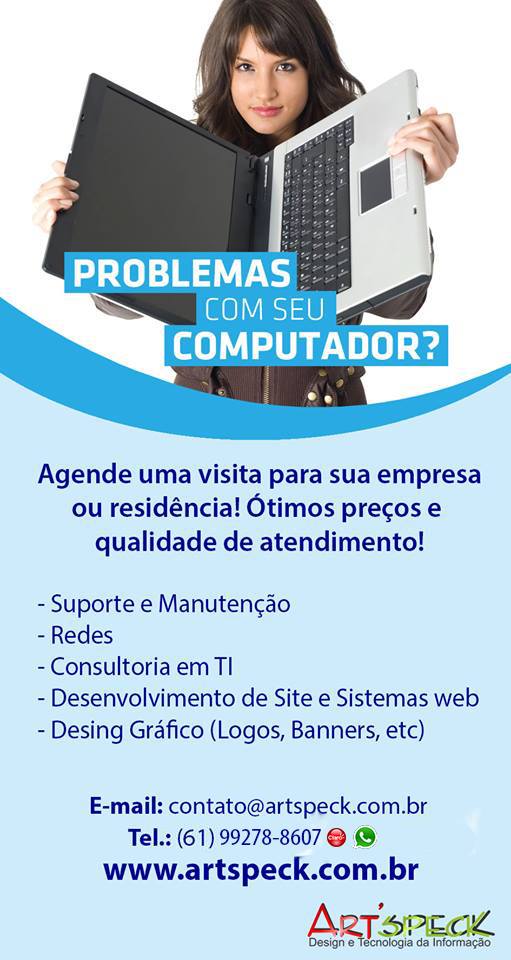 PROBLEMAS
COM SEU
COMPUTADOR?
Agende uma visita para sua empresa
ou residência! Ótimos preços e
qualidade de atendimento!
- Suporte e Manutenção
- Redes
- Consultoria em TI
- Desenvolvimento de Site e Sistemas web
- Desing Gráfico (Logos, Banners, etc)
E-mail: contato@artspeck.com.br
Tel.: (61) 99278-8607 Claro
www.artspeck.com.br
ART'SPECK
Design e Tecnologia da Informação